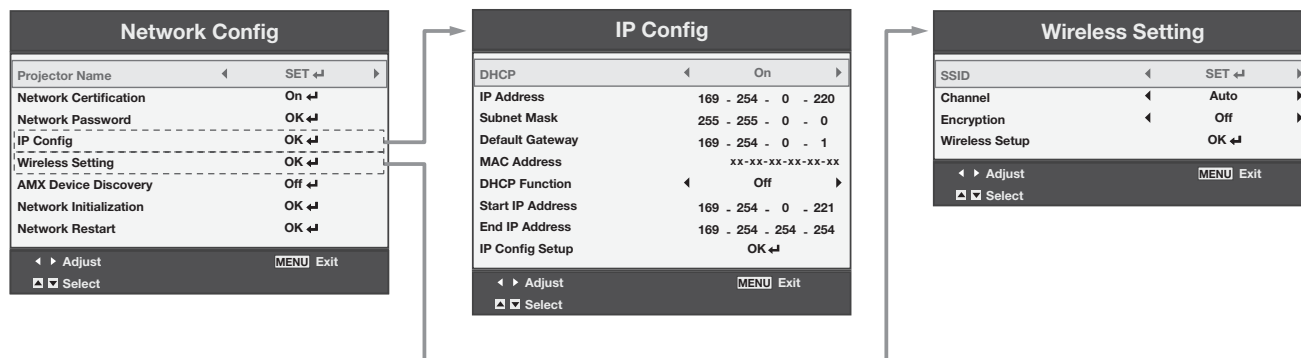 Network Config
Projector Name SET
Network Certification On
Network Password OK
IP Config OK
Wireless Setting OK
AMX Device Discovery Off
Network Initialization OK
Network Restart OK
Adjust MENU Exit
Select
IP Config
DHCP On
IP Address 169 - 254 - 0 - 220
Subnet Mask 255 - 255 - 0 - 0
Default Gateway 169 - 254 - 0 - 1
MAC Address xx-xx-xx-xx-xx-xx
DHCP Function Off
Start IP Address 169 - 254 - 0 - 221
End IP Address 169 - 254 - 254 - 254
IP Config Setup OK
Adjust MENU Exit
Select
Wireless Setting
SSID SET
Channel Auto
Encryption Off
Wireless Setup OK
Adjust MENU Exit
Select